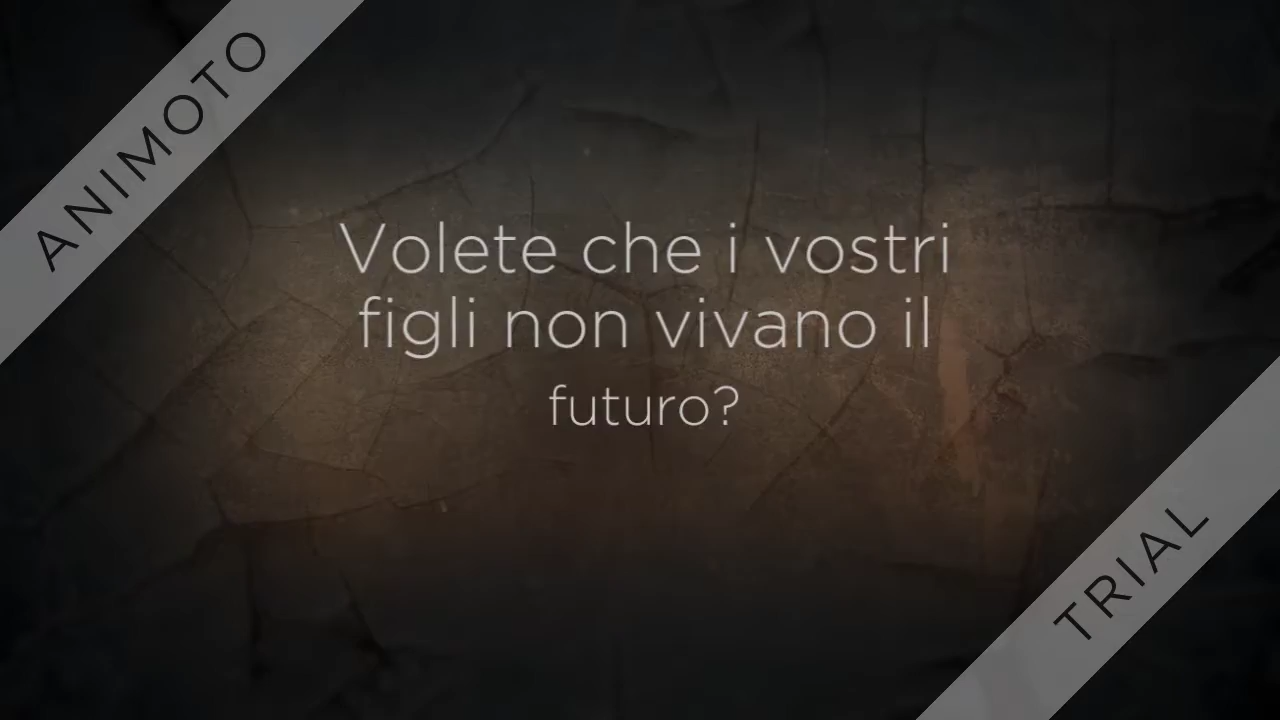 ANIMOTO
Volete che i vostri
figli non vivano il
futuro?
TRIAL